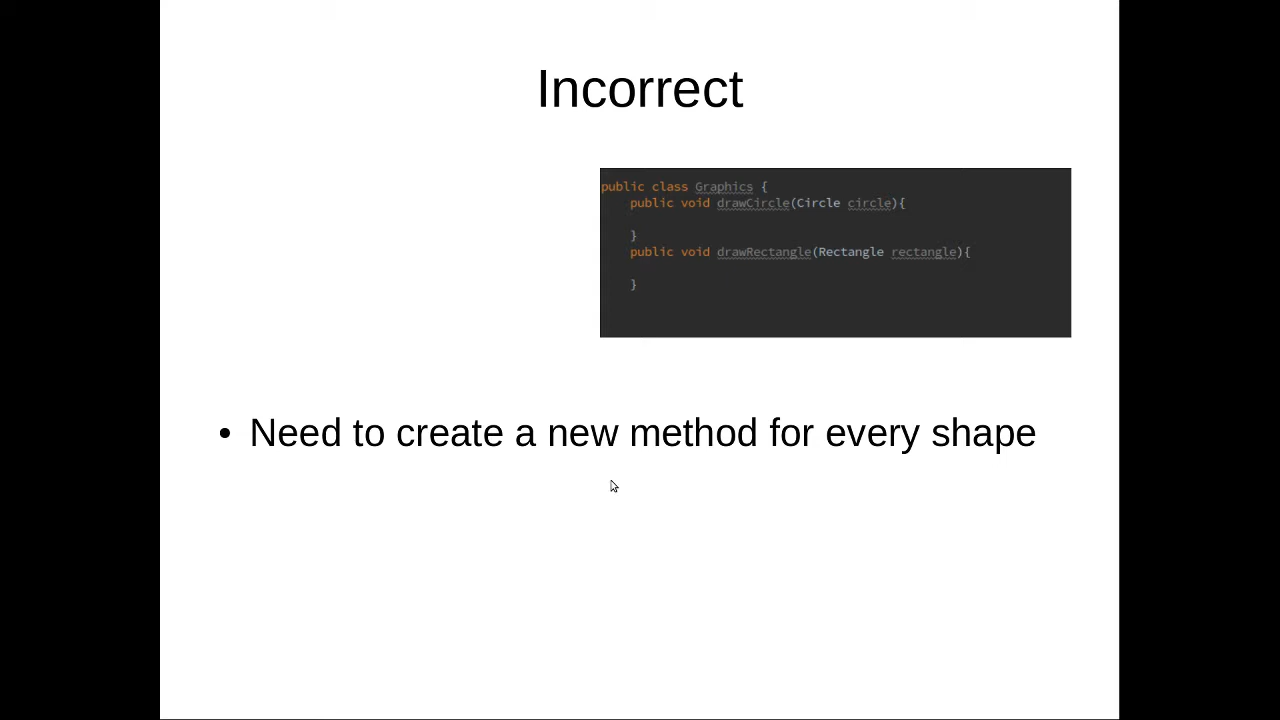 Incorrect
public class Graphics {
public void drawCircle(Circle circle){
}
public void drawRectangle(Rectangle rectangle){
}
• Need to create a new method for every shape